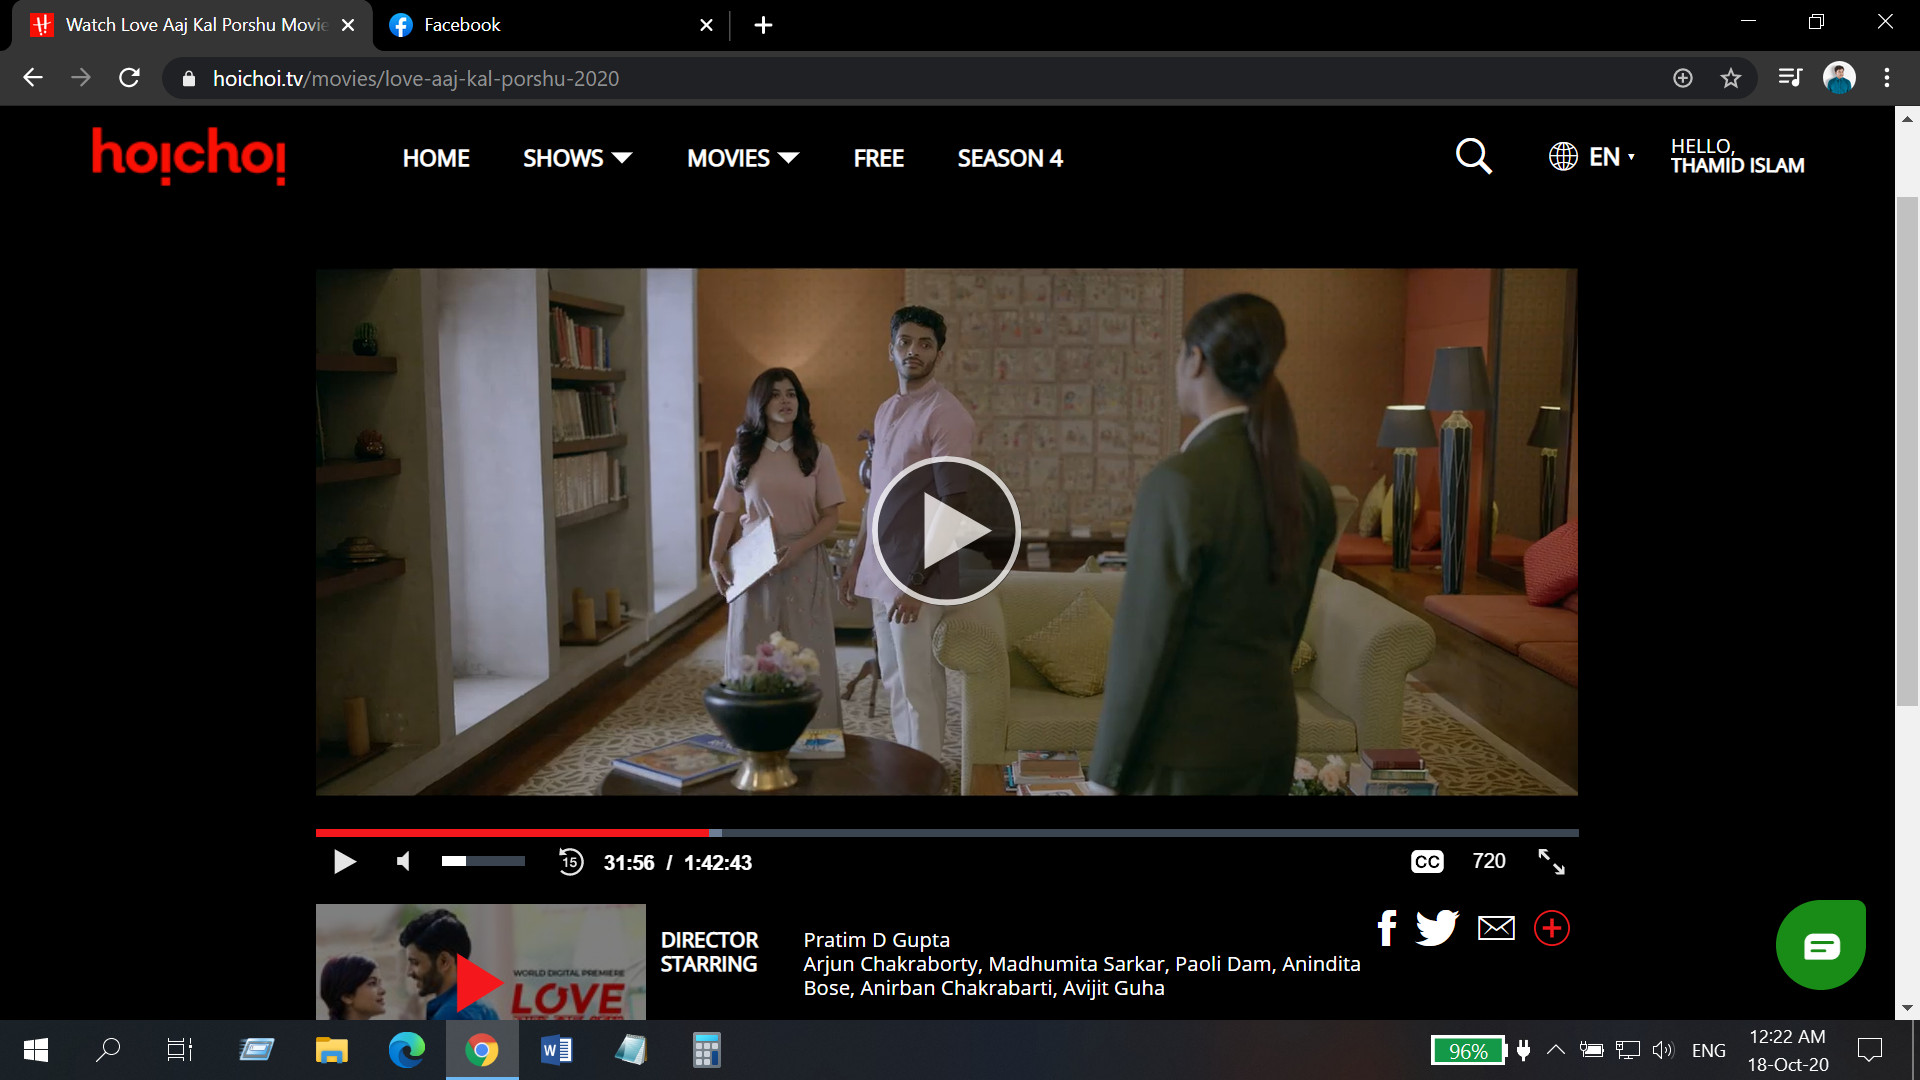 Watch Love Aaj Kal Porshu Movie
Facebook
hoichoi.tv/movies/love-aaj-kal-porshu-2020
hoichoi
HOME
SHOWS
MOVIES
FREE
SEASON 4
EN
HELLO,
THAMID ISLAM
15
31:56 / 1:42:43
CC
720
WORLD DIGITAL PREMIERE
LOVE
DIRECTOR
Pratim D Gupta
STARRING
Arjun Chakraborty, Madhumita Sarkar, Paoli Dam, Anindita
Bose, Anirban Chakrabarti, Avijit Guha
W
96%
ENG
12:22 AM
18-Oct-20